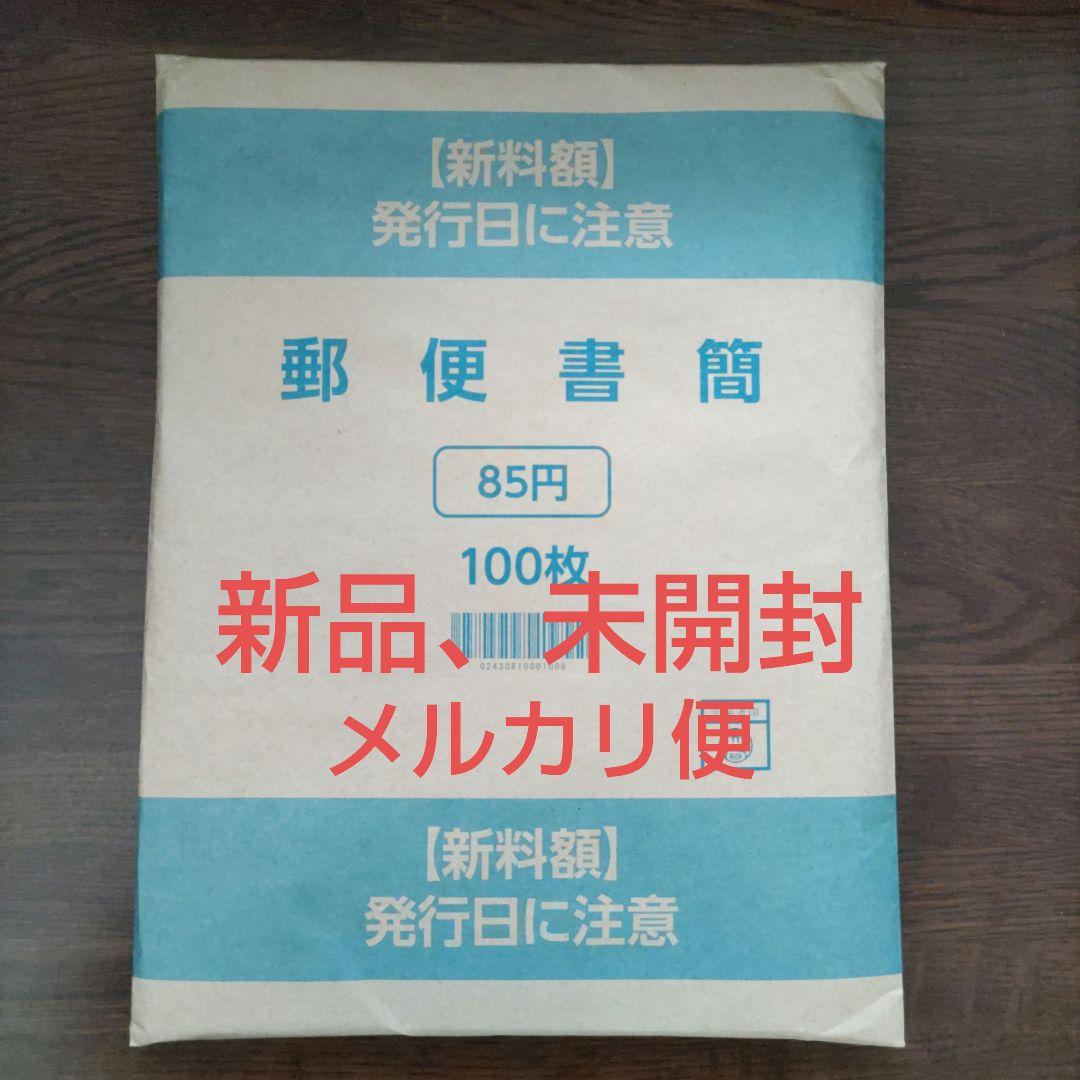 【新料額】
発行日に注意
郵便書簡
85円
100枚
新品、未開封
02430810001009
メルカリ便
【新料額】
発行日に注意